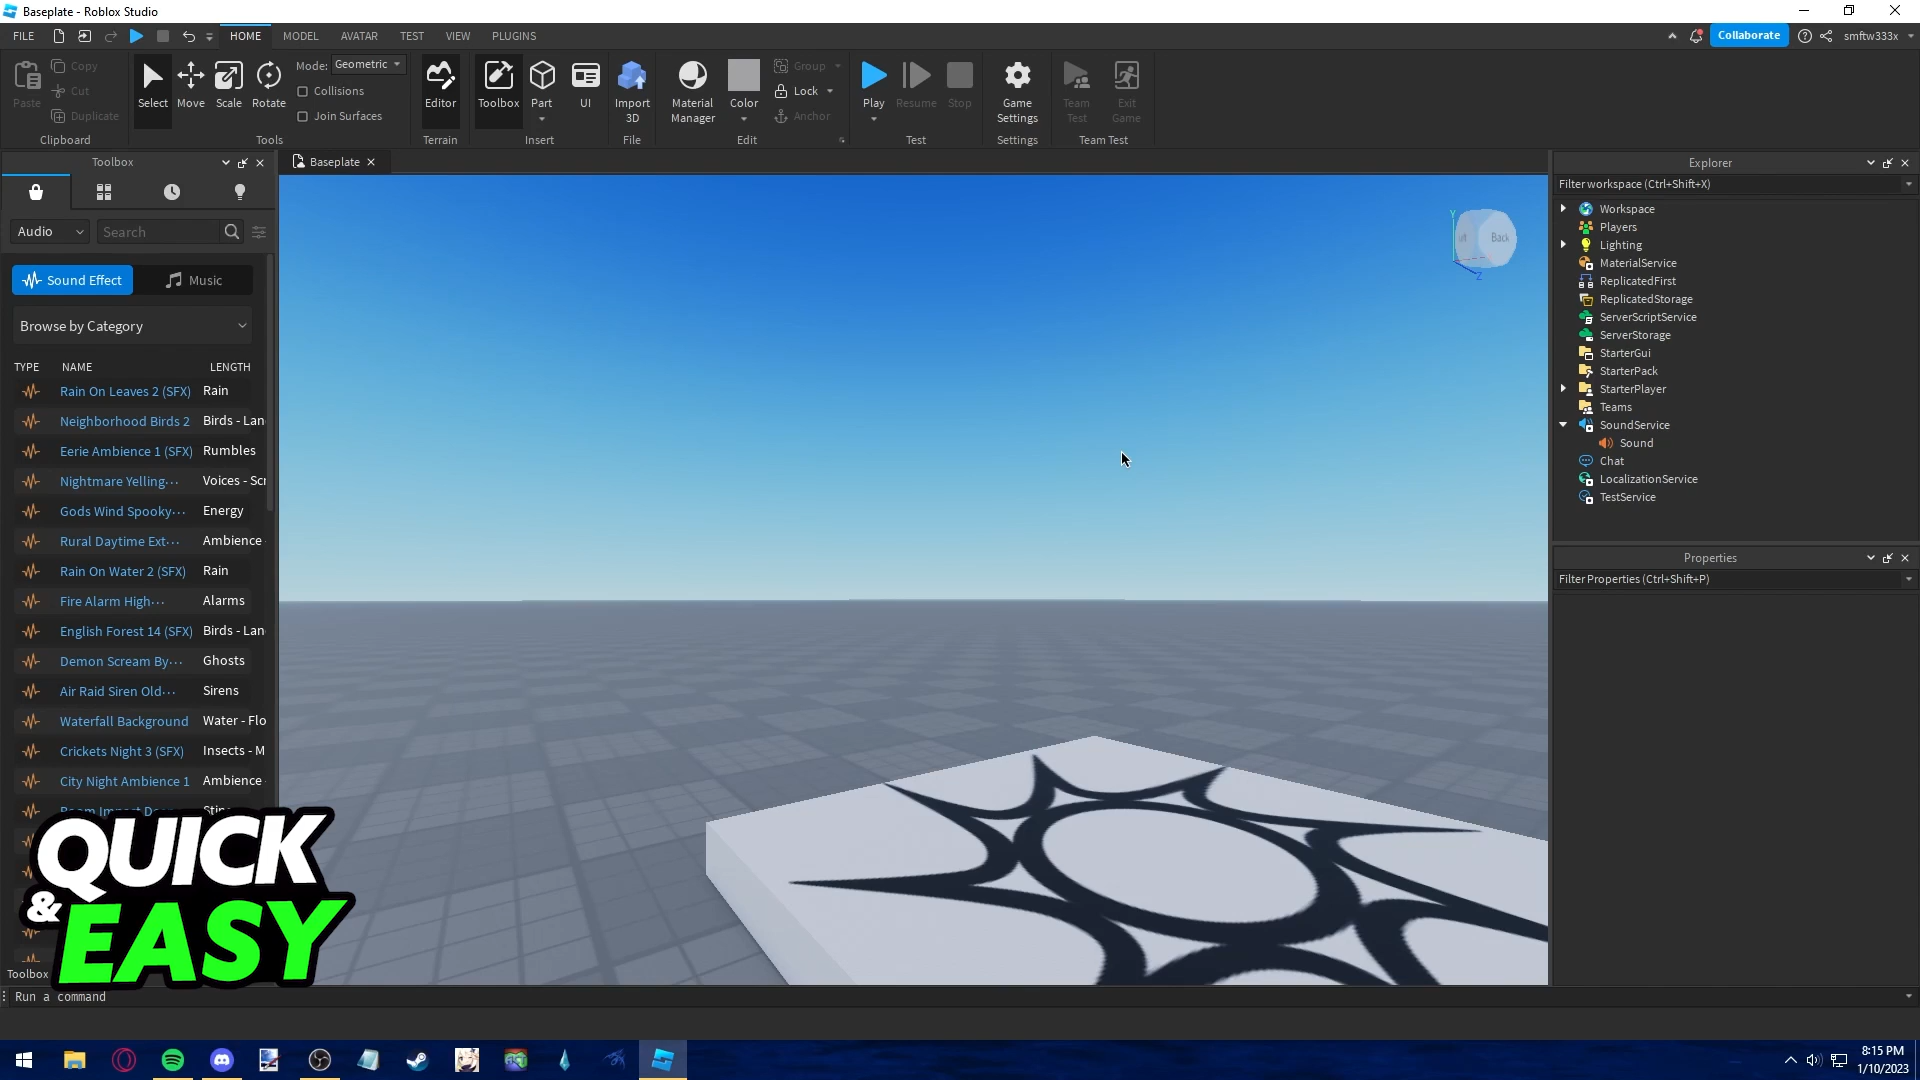 Baseplate - Roblox Studio
FILE
HOME
MODEL
AVATAR
TEST
VIEW
PLUGINS
Collaborate
smftw333x
Paste
Copy
Cut
Duplicate
Clipboard
Select
Move
Scale
Rotate
Mode: Geometric
Collisions
Join Surfaces
Tools
Editor
Terrain
Toolbox
Part
UI
Insert
Import 3D
File
Material Manager
Color
Group
Lock
Anchor
Edit
Play
Resume
Stop
Test
Game Settings
Settings
Team Test
Exit Game
Team Test
Toolbox
Audio
Search
Sound Effect
Music
Browse by Category
TYPE NAME LENGTH
Rain On Leaves 2 (SFX) Rain
Neighborhood Birds 2 Birds - Lan
Eerie Ambience 1 (SFX) Rumbles
Nightmare Yelling··· Voices - Scr
Gods Wind Spooky··· Energy
Rural Daytime Ext··· Ambience
Rain On Water 2 (SFX) Rain
Fire Alarm High··· Alarms
English Forest 14 (SFX) Birds - Lan
Demon Scream By··· Ghosts
Air Raid Siren Old··· Sirens
Waterfall Background Water - Flo
Crickets Night 3 (SFX) Insects - M
City Night Ambience 1 Ambience
QUICK
& EASY
Toolbox
Run a command
Baseplate
Back
Y
Z
Explorer
Filter workspace (Ctrl+Shift+X)
Workspace
Players
Lighting
MaterialService
ReplicatedFirst
ReplicatedStorage
ServerScriptService
ServerStorage
StarterGui
StarterPack
StarterPlayer
Teams
SoundService
Sound
Chat
LocalizationService
TestService
Properties
Filter Properties (Ctrl+Shift+P)
8:15 PM
1/10/2023